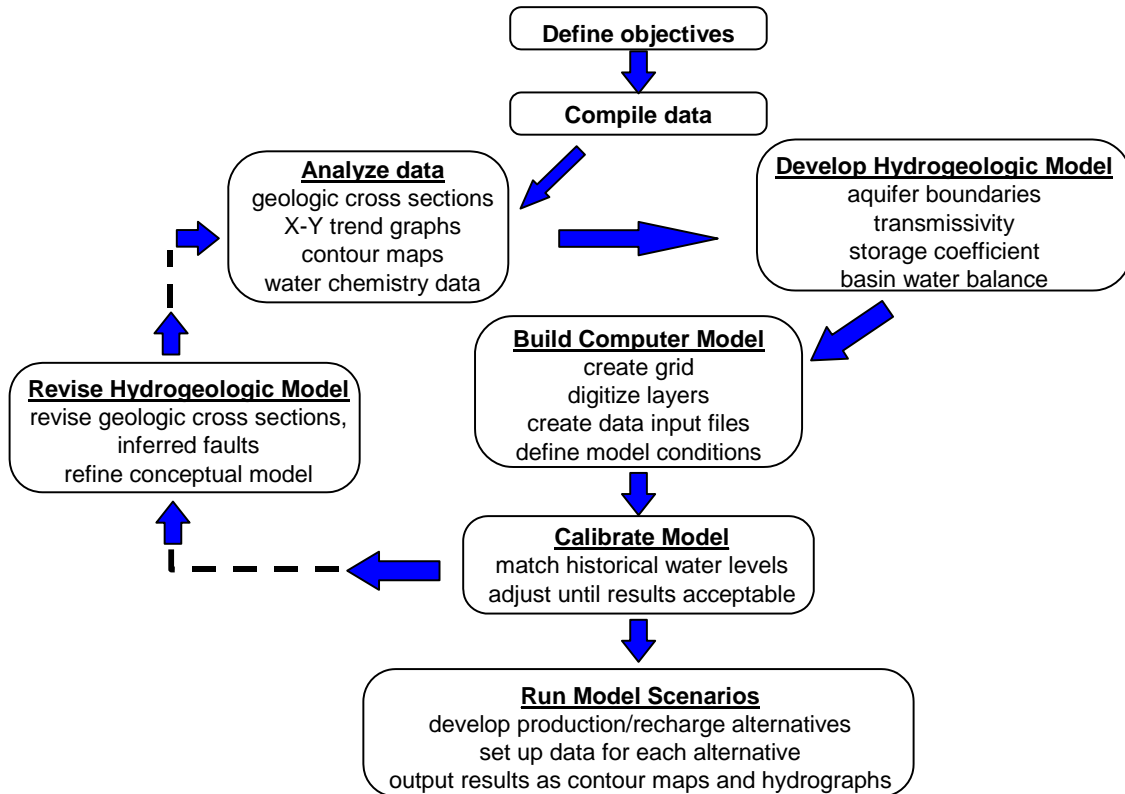 Define objectives
Compile data
Analyze data
geologic cross sections
X-Y trend graphs
contour maps
water chemistry data
Develop Hydrogeologic Model
aquifer boundaries
transmissivity
storage coefficient
basin water balance
Build Computer Model
create grid
digitize layers
create data input files
define model conditions
Revise Hydrogeologic Model
revise geologic cross sections,
inferred faults
refine conceptual model
Calibrate Model
match historical water levels
adjust until results acceptable
Run Model Scenarios
develop production/recharge alternatives
set up data for each alternative
output results as contour maps and hydrographs